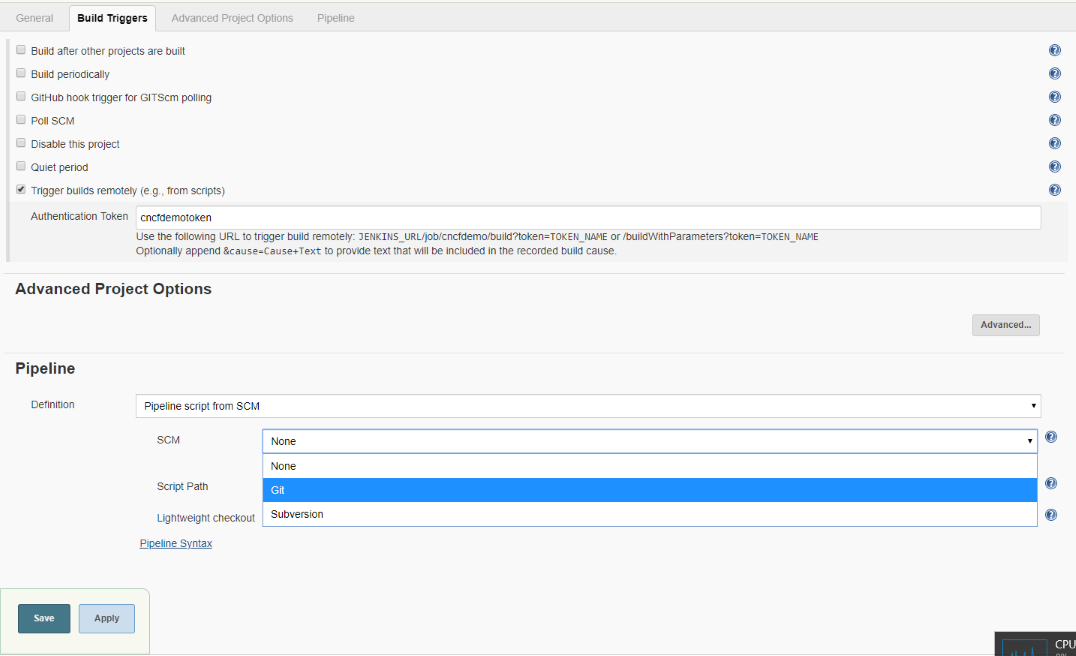 General Build Triggers Advanced Project Options Pipeline
Build after other projects are built
Build periodically
GitHub hook trigger for GITScm polling
Poll SCM
Disable this project
Quiet period
Trigger builds remotely (e.g., from scripts)
Authentication Token cncfdemotoken
Use the following URL to trigger build remotely: JENKINS_URL/job/cncfdemo/build?token=TOKEN_NAME or /buildWithParameters?token=TOKEN_NAME
Optionally append &cause=Cause+Text to provide text that will be included in the recorded build cause.
Advanced Project Options
Advanced...
Pipeline
Definition Pipeline script from SCM
SCM None
None
Script Path
Git
Subversion
Lightweight checkout
Pipeline Syntax
Save Apply
CPU